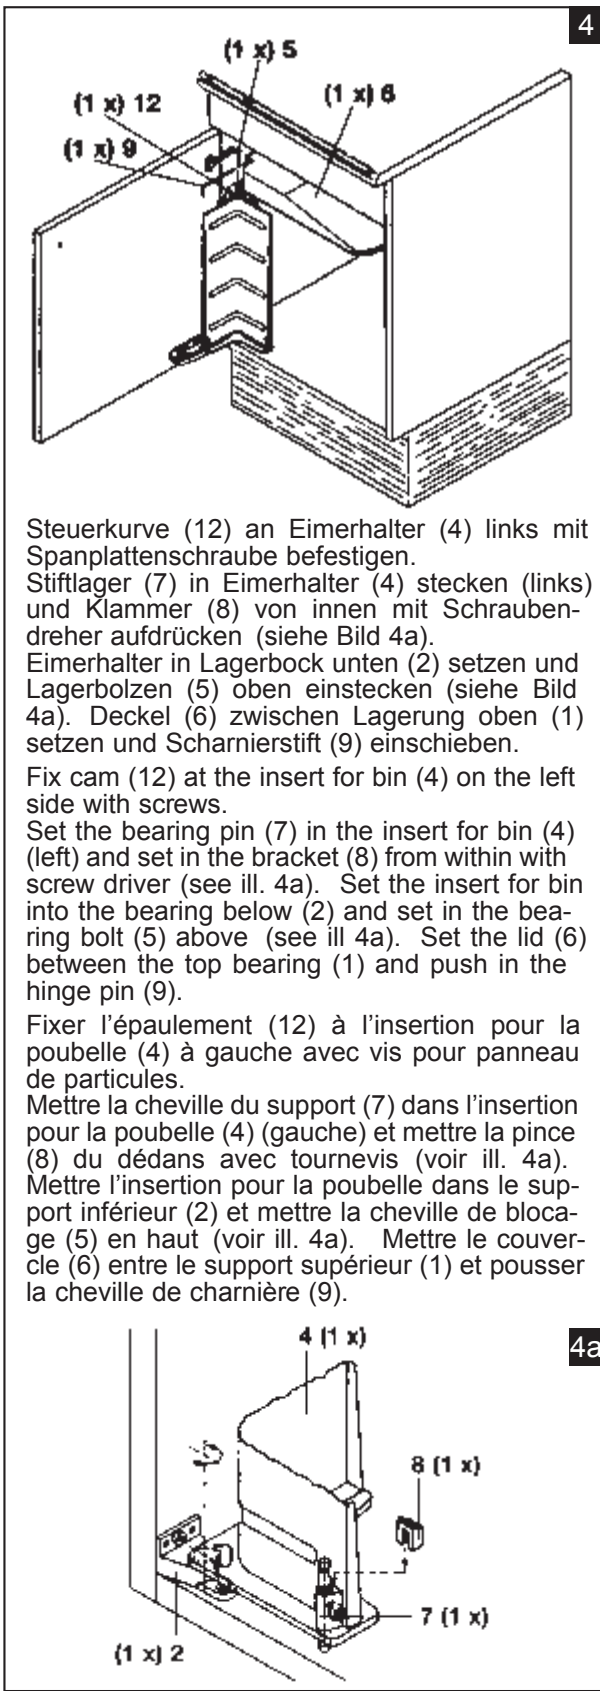 4
(1 x) 5
(1 x) 6
(1 x) 12
(1 x) 9
Steuerkurve (12) an Eimerhalter (4) links mit
Spanplattenschraube befestigen.
Stiftlager (7) in Eimerhalter (4) stecken (links)
und Klammer (8) von innen mit Schrauben-
dreher aufdrücken (siehe Bild 4a).
Eimerhalter in Lagerbock unten (2) setzen und
Lagerbolzen (5) oben einstecken (siehe Bild
4a). Deckel (6) zwischen Lagerung oben (1)
setzen und Scharnierstift (9) einschieben.
Fix cam (12) at the insert for bin (4) on the left
side with screws.
Set the bearing pin (7) in the insert for bin (4)
(left) and set in the bracket (8) from within with
screw driver (see ill. 4a). Set the insert for bin
into the bearing below (2) and set in the bea-
ring bolt (5) above (see ill 4a). Set the lid (6)
between the top bearing (1) and push in the
hinge pin (9).
Fixer l’épaulement (12) à l’insertion pour la
poubelle (4) à gauche avec vis pour panneau
de particules.
Mettre la cheville du support (7) dans l’insertion
pour la poubelle (4) (gauche) et mettre la pince
(8) du dédans avec tournevis (voir ill. 4a).
Mettre l’insertion pour la poubelle dans le sup-
port inférieur (2) et mettre la cheville de bloca-
ge (5) en haut (voir ill. 4a). Mettre le couver-
cle (6) entre le support supérieur (1) et pousser
la cheville de charnière (9).
4 (1 x)
4a
8 (1 x)
7 (1 x)
(1 x) 2